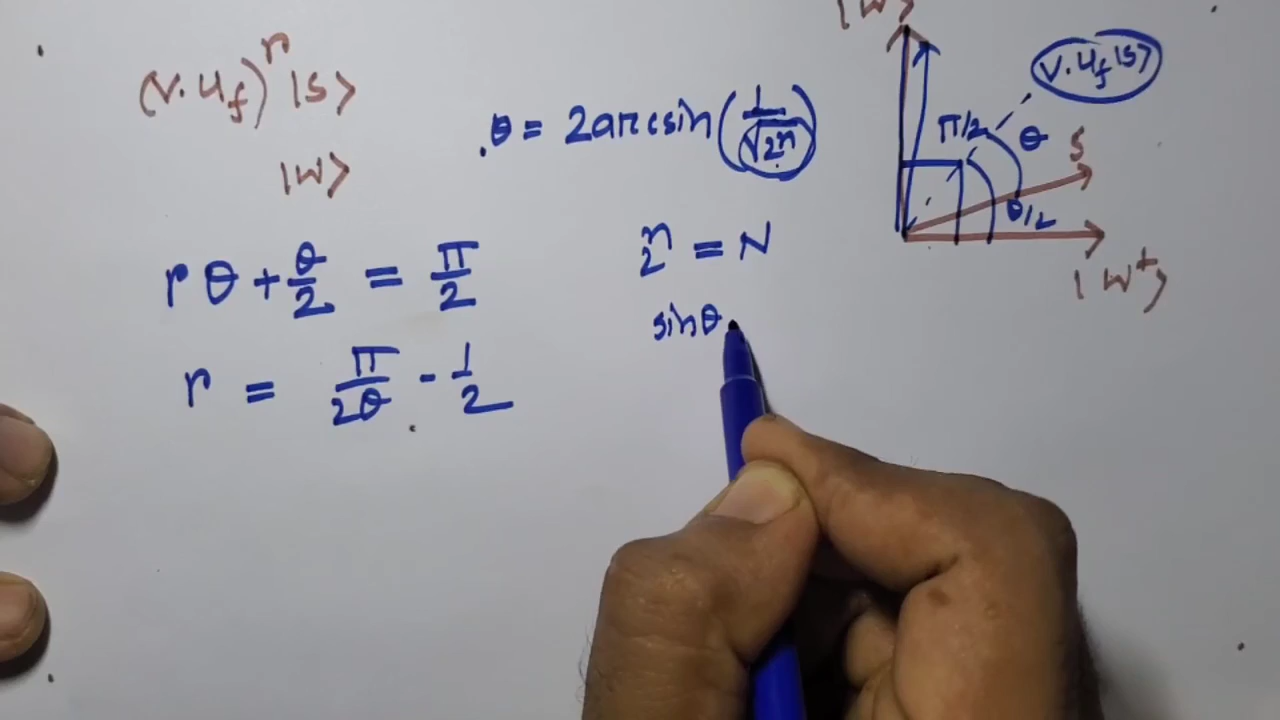 (V.U_f)^r |S>
|W>
rθ + θ/2 = π/2
r = π/2θ - 1/2
θ = 2arcsin(1/√2^n)
2^n = N
sinθ
|W>
V.U_f|S>
π/2
θ
S
θ/2
|W^⊥>